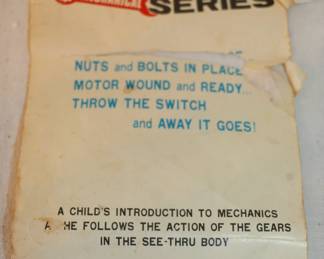 MECHANICAL SERIES
NUTS and BOLTS IN PLACE
MOTOR WOUND and READY...
THROW THE SWITCH
and AWAY IT GOES!
A CHILD'S INTRODUCTION TO MECHANICS
A HE FOLLOWS THE ACTION OF THE GEARS
IN THE SEE-THRU BODY